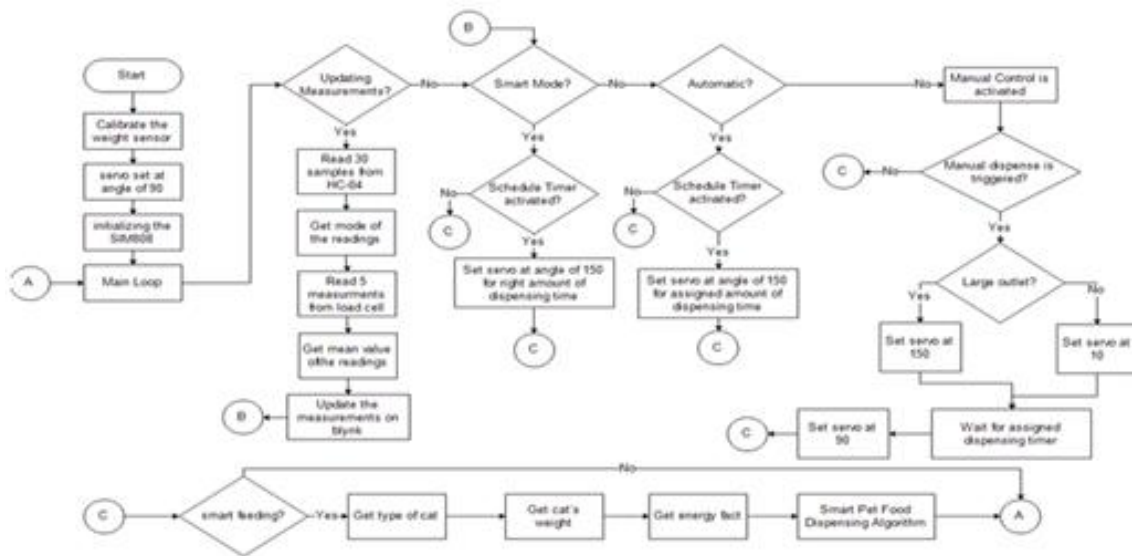 Start
Calibrate the
weight sensor
servo set at
angle of 90
initializing the
SIM808
A
Main Loop
Updating
Measurements?
No
Yes
Read 30
samples from
HC-04
Get mode of
the readings
Read 5
measurments
from load cell
Get mean value
ofthe readings
Update the
measurements on
blynk
B
B
Smart Mode?
No
Yes
Schedule Timer
activated?
No
C
Yes
Set servo at angle of 150
for right amount of
dispensing time
C
Automatic?
No
Yes
Schedule Timer
activated?
No
C
Yes
Set servo at angle of 150
for assigned amount of
dispensing time
C
Manual Control is
activated
Manual dispense is
triggered?
No
C
Yes
Large outlet?
Yes
No
Set servo at
150
Set servo at
10
Wait for assigned
dispensing timer
Set servo at
90
C
C
smart feeding?
No
Yes
Get type of cat
Get cat's
weight
Get energy fact
Smart Pet Food
Dispensing Algorithm
A